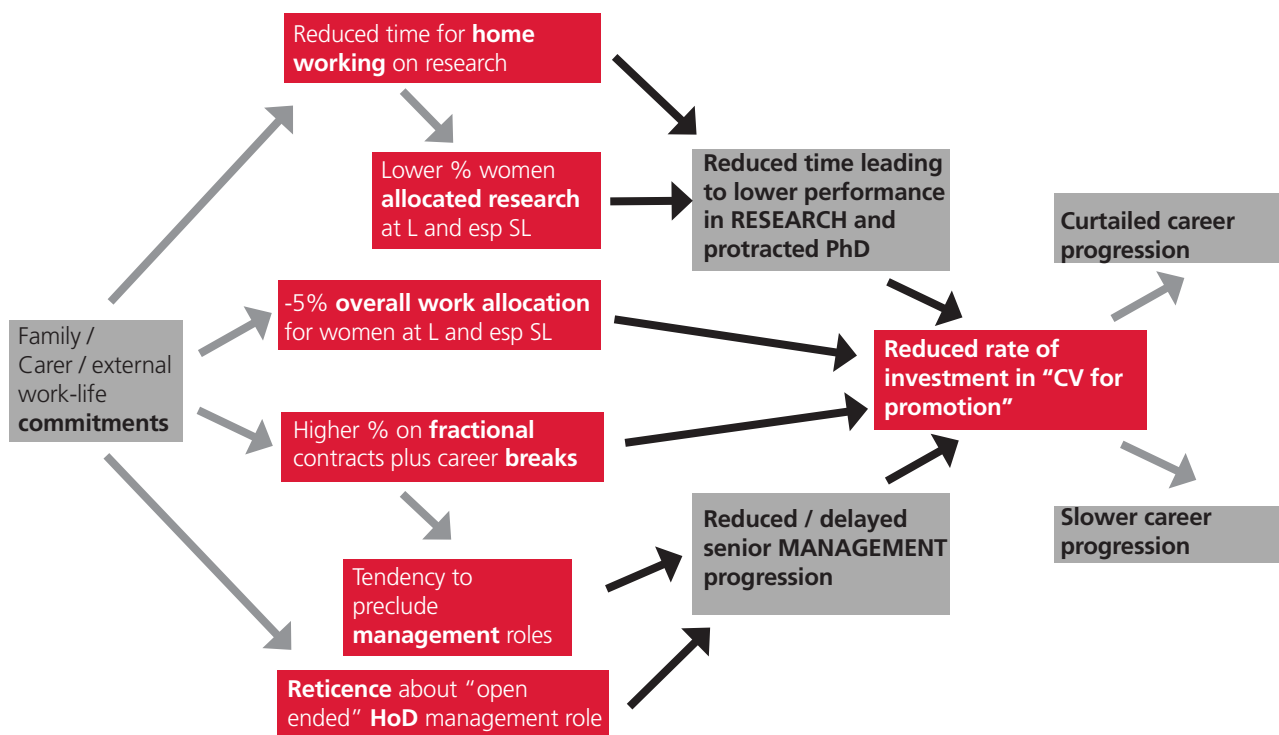 Reduced time for home
working on research
Lower % women
allocated research
at L and esp SL
Reduced time leading
to lower performance
in RESEARCH and
protracted PhD
Curtailed career
progression
-5% overall work allocation
for women at L and esp SL
Family /
Carer / external
work-life
commitments
Reduced rate of
investment in “CV for
promotion”
Higher % on fractional
contracts plus career breaks
Reduced / delayed
senior MANAGEMENT
progression
Slower career
progression
Tendency to
preclude
management roles
Reticence about “open
ended” HoD management role